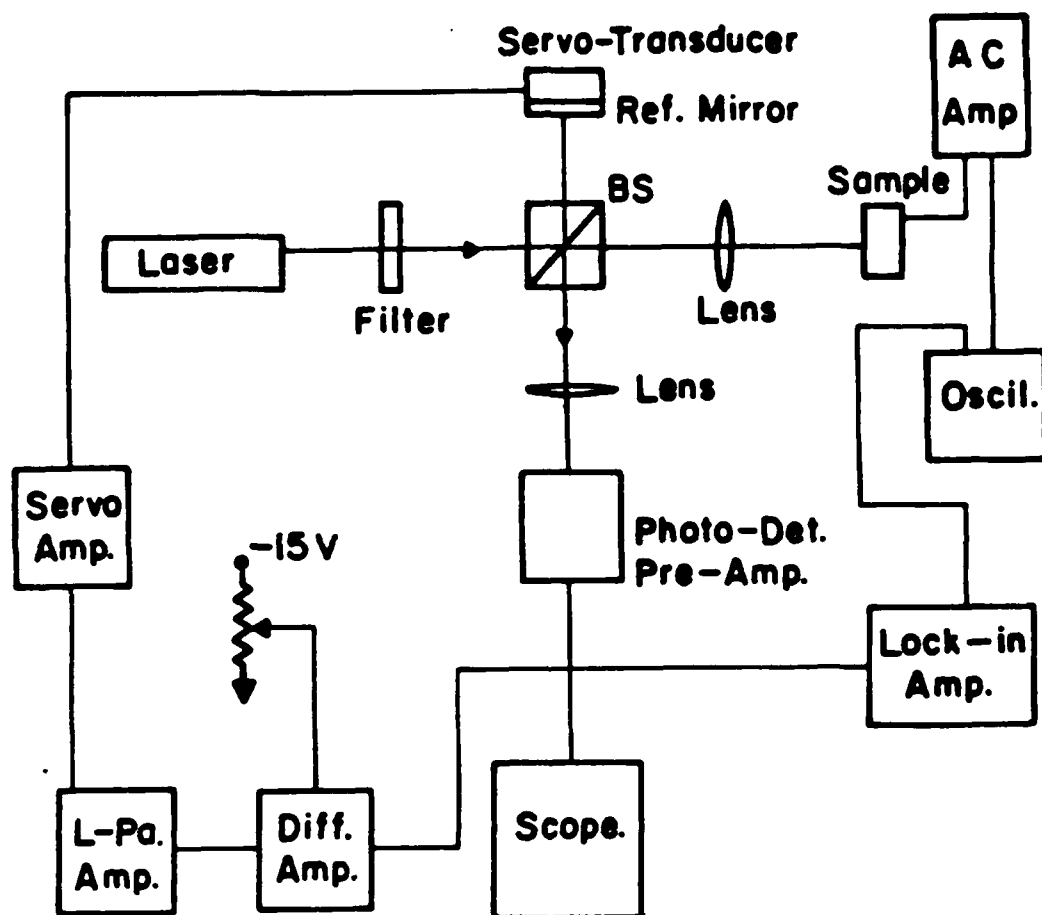 Servo-Transducer
Ref. Mirror
A C
Amp
BS
Sample
Laser
Filter
Lens
Lens
Oscil.
Servo
Amp.
-15 V
Photo-Det.
Pre-Amp.
Lock-in
Amp.
L-Pa.
Amp.
Diff.
Amp.
Scope.